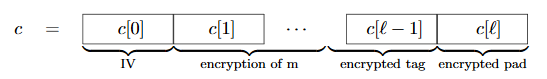 c = c[0] c[1] ⋯ c[ℓ − 1] c[ℓ]
IV encryption of m encrypted tag encrypted pad